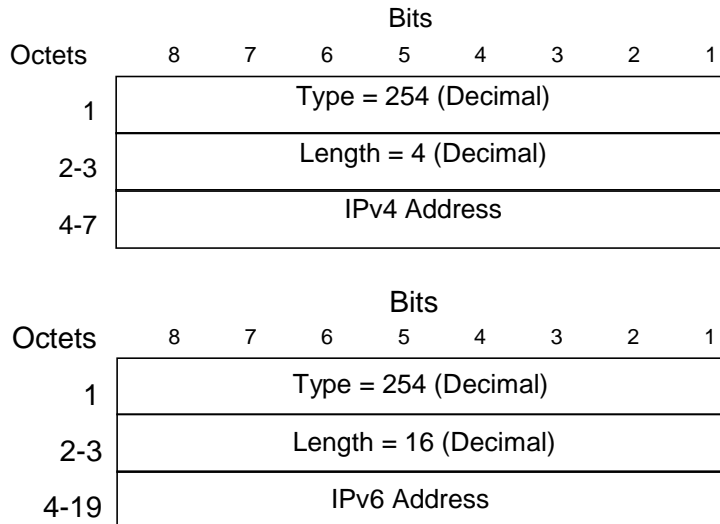 Bits
Octets 8 7 6 5 4 3 2 1
1 Type = 254 (Decimal)
2-3 Length = 4 (Decimal)
4-7 IPv4 Address
Bits
Octets 8 7 6 5 4 3 2 1
1 Type = 254 (Decimal)
2-3 Length = 16 (Decimal)
4-19 IPv6 Address